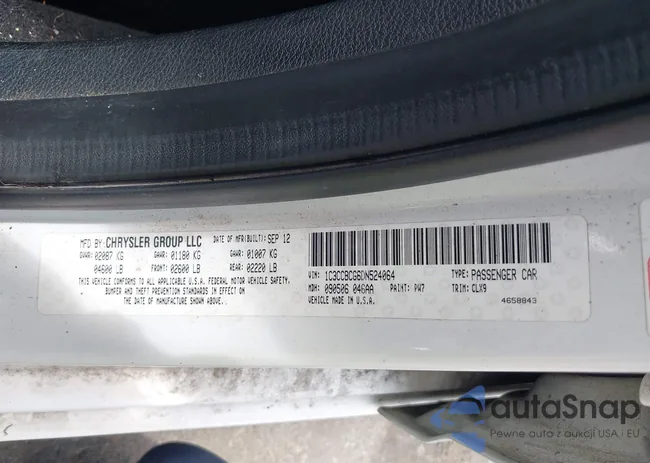 MFD BY CHRYSLER GROUP LLC DATE OF MFR(BUILT): SEP 12
GVWR: 02087 KG GAWR: 01180 KG GAWR: 01007 KG
04600 LB FRONT: 02600 LB REAR: 02220 LB
THIS VEHICLE CONFORMS TO ALL APPLICABLE U.S.A. FEDERAL MOTOR VEHICLE SAFETY,
BUMPER AND THEFT PREVENTION STANDARDS IN EFFECT ON
THE DATE OF MANUFACTURE SHOWN ABOVE.
VIN: 1C3CCBCG6DN524064 TYPE: PASSENGER CAR
MDH: 090506 04GAA PAINT: PW7 TRIM: CLX9
VEHICLE MADE IN U.S.A. 4658843
autaSnap
Pewne auta z aukcji USA i EU